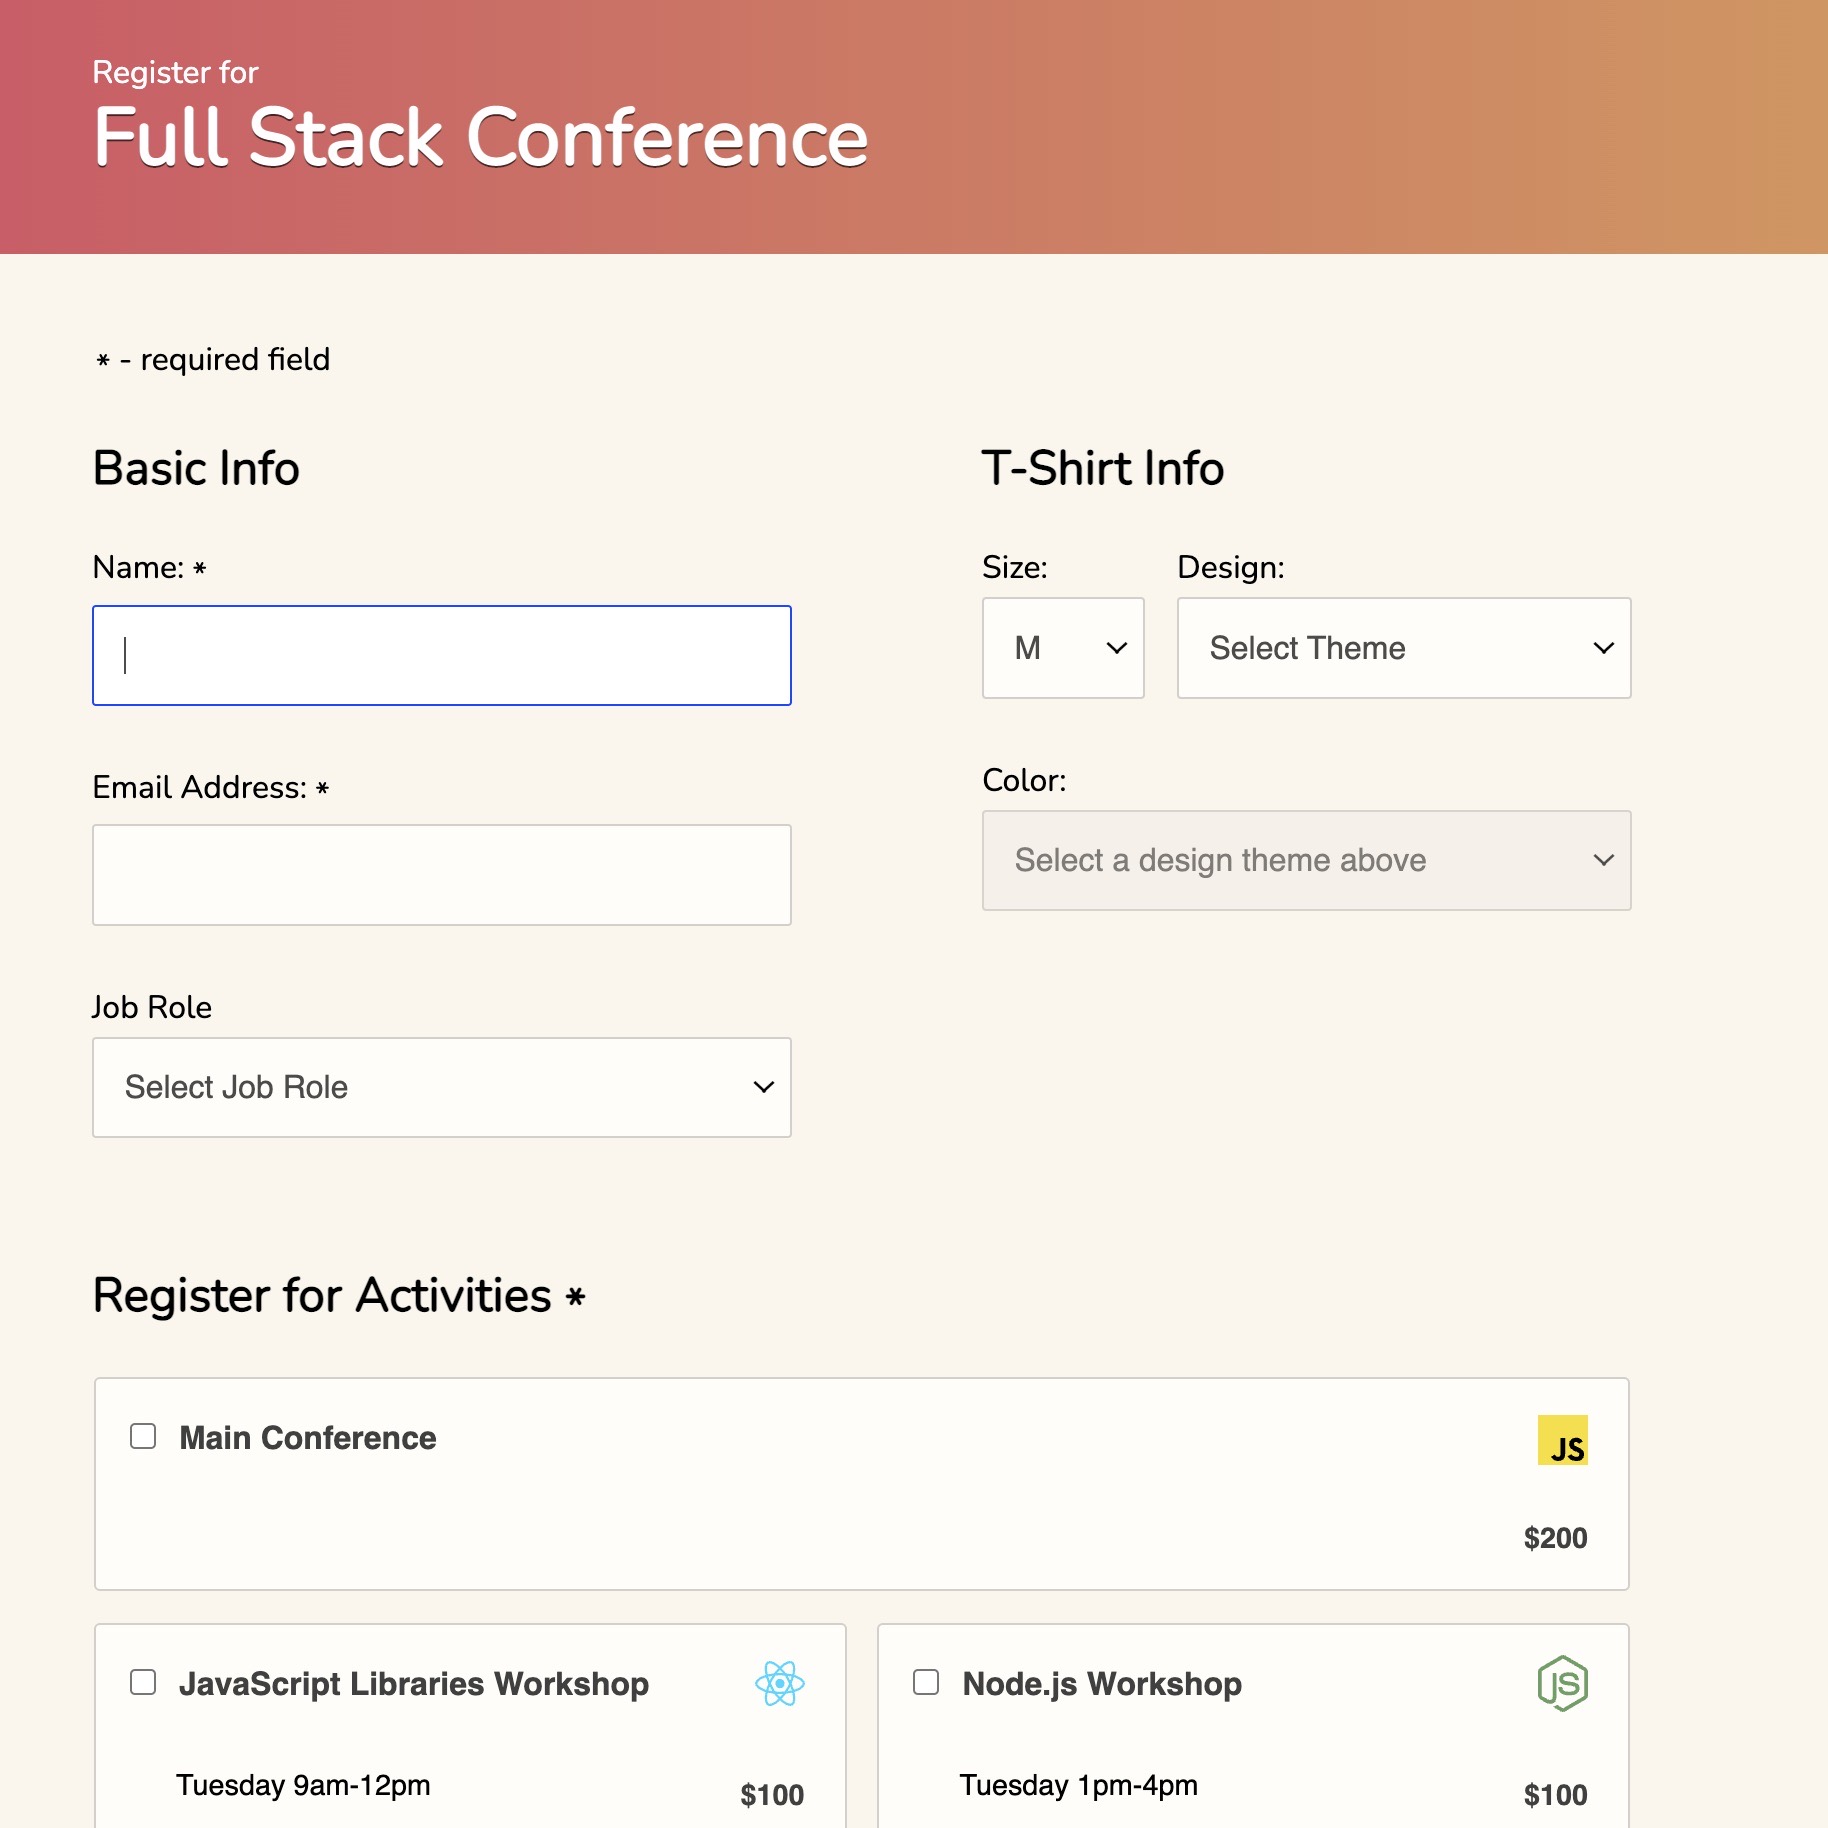 Register for
Full Stack Conference
* - required field
Basic Info
Name: *
Email Address: *
Job Role
Select Job Role
T-Shirt Info
Size:
M
Design:
Select Theme
Color:
Select a design theme above
Register for Activities *
Main Conference
JS
$200
JavaScript Libraries Workshop
Tuesday 9am-12pm
$100
Node.js Workshop
JS
Tuesday 1pm-4pm
$100